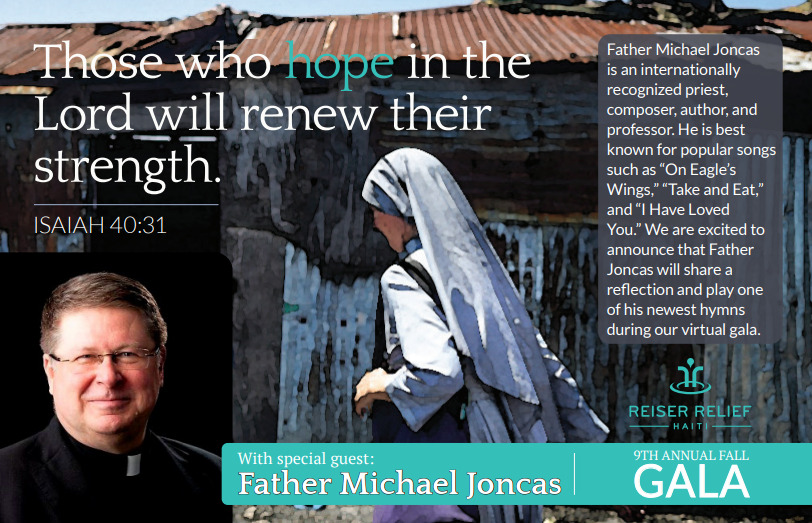 Those who hope in the
Lord will renew their
strength.
ISAIAH 40:31
Father Michael Joncas
is an internationally
recognized priest,
composer, author, and
professor. He is best
known for popular songs
such as “On Eagle’s
Wings,” “Take and Eat,”
and “I Have Loved
You.” We are excited to
announce that Father
Joncas will share a
reflection and play one
of his newest hymns
during our virtual gala.
REISER RELIEF
HAITI
With special guest:
Father Michael Joncas
9TH ANNUAL FALL
GALA